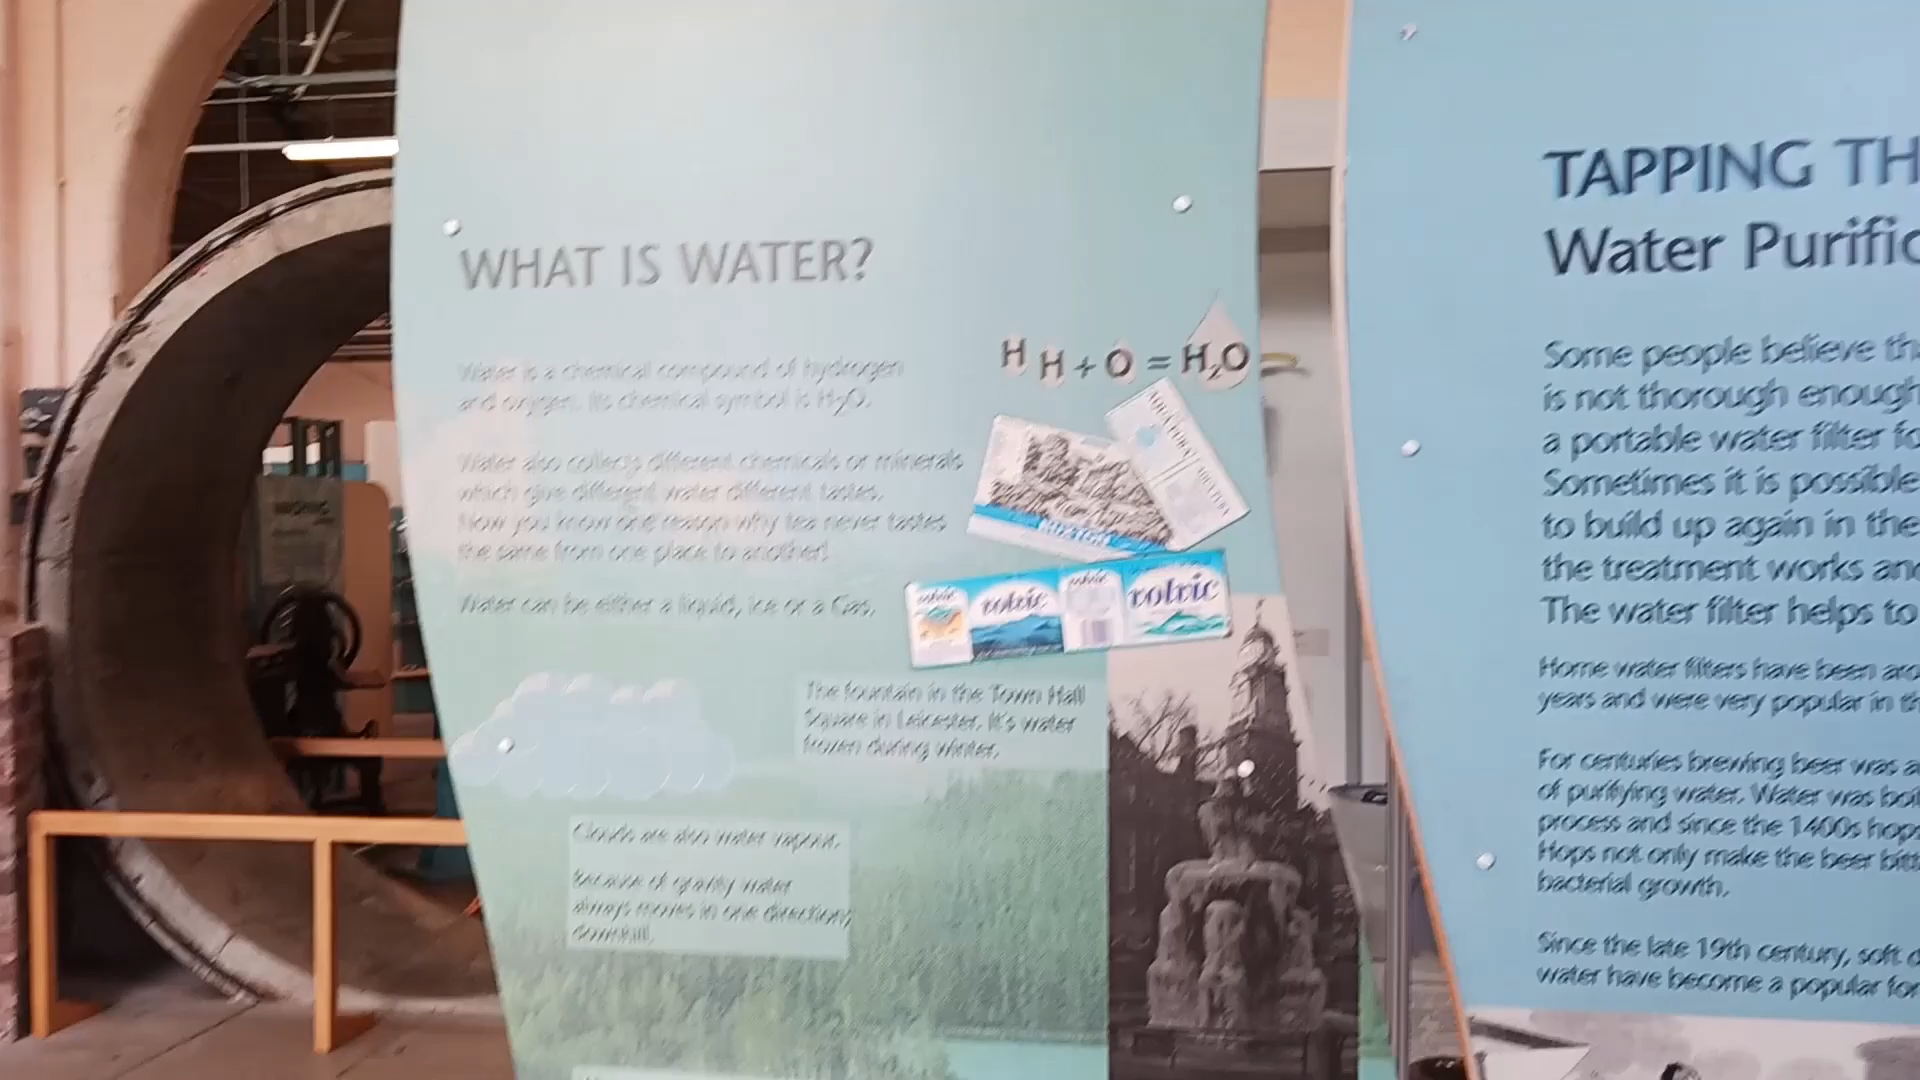 WHAT IS WATER?
H H + O = H₂O
Water is a chemical compound of hydrogen
and oxygen. Its chemical symbol is H₂O.
Water also collects different chemicals or minerals
which give different water different tastes.
Now you know one reason why tea never tastes
the same from one place to another!
Water can be either a liquid, ice or a Gas.
volvic
volvic
volvic
volvic
The fountain in the Town Hall
Square in Leicester. It's water
frozen during winter.
Clouds are also water vapour.
Because of gravity water
always moves in one direction;
downhill.
TAPPING TH
Water Purific
Some people believe th
is not thorough enough
a portable water filter fo
Sometimes it is possible
to build up again in the
the treatment works and
The water filter helps to
Home water filters have been aro
years and were very popular in th
For centuries brewing beer was a
of purifying water. Water was boil
process and since the 1400s hops
Hops not only make the beer bitt
bacterial growth.
Since the late 19th century, soft d
water have become a popular for